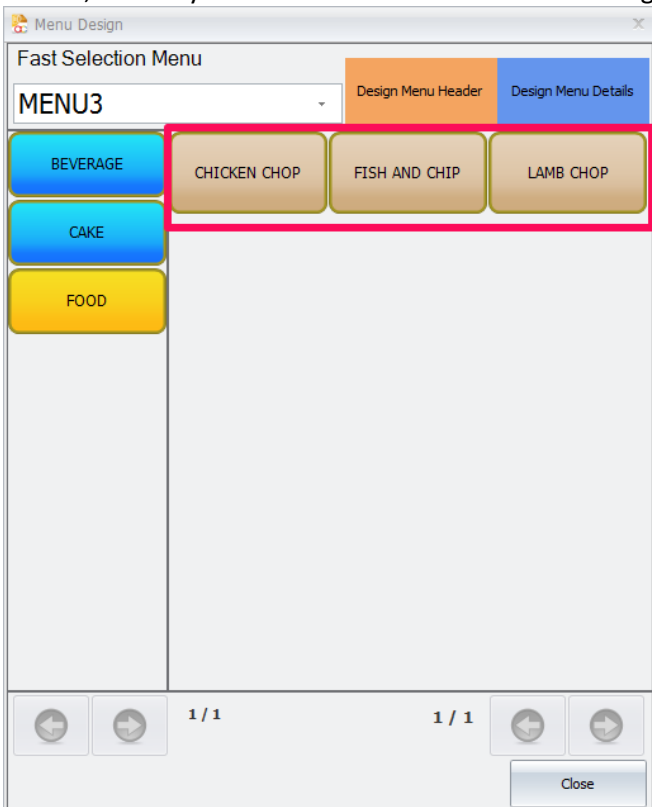 Menu Design
Fast Selection Menu
MENU3
Design Menu Header
Design Menu Details
BEVERAGE
CHICKEN CHOP
FISH AND CHIP
LAMB CHOP
CAKE
FOOD
1 / 1
1 / 1
Close